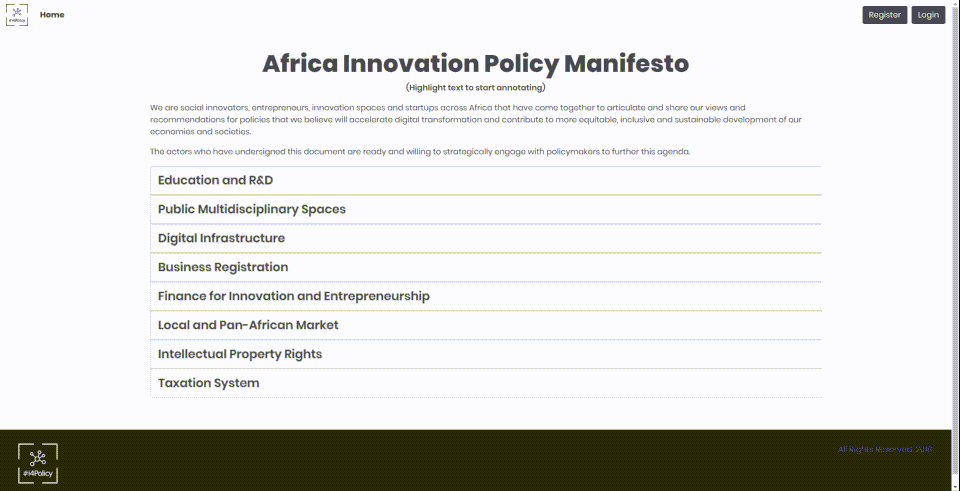 #i4Policy
Home
Register
Login
Africa Innovation Policy Manifesto
(Highlight text to start annotating)
We are social innovators, entrepreneurs, innovation spaces and startups across Africa that have come together to articulate and share our views and
recommendations for policies that we believe will accelerate digital transformation and contribute to more equitable, inclusive and sustainable development of our
economies and societies.
The actors who have undersigned this document are ready and willing to strategically engage with policymakers to further this agenda.
Education and R&D
Public Multidisciplinary Spaces
Digital Infrastructure
Business Registration
Finance for Innovation and Entrepreneurship
Local and Pan-African Market
Intellectual Property Rights
Taxation System
#i4Policy
All Rights Reserved